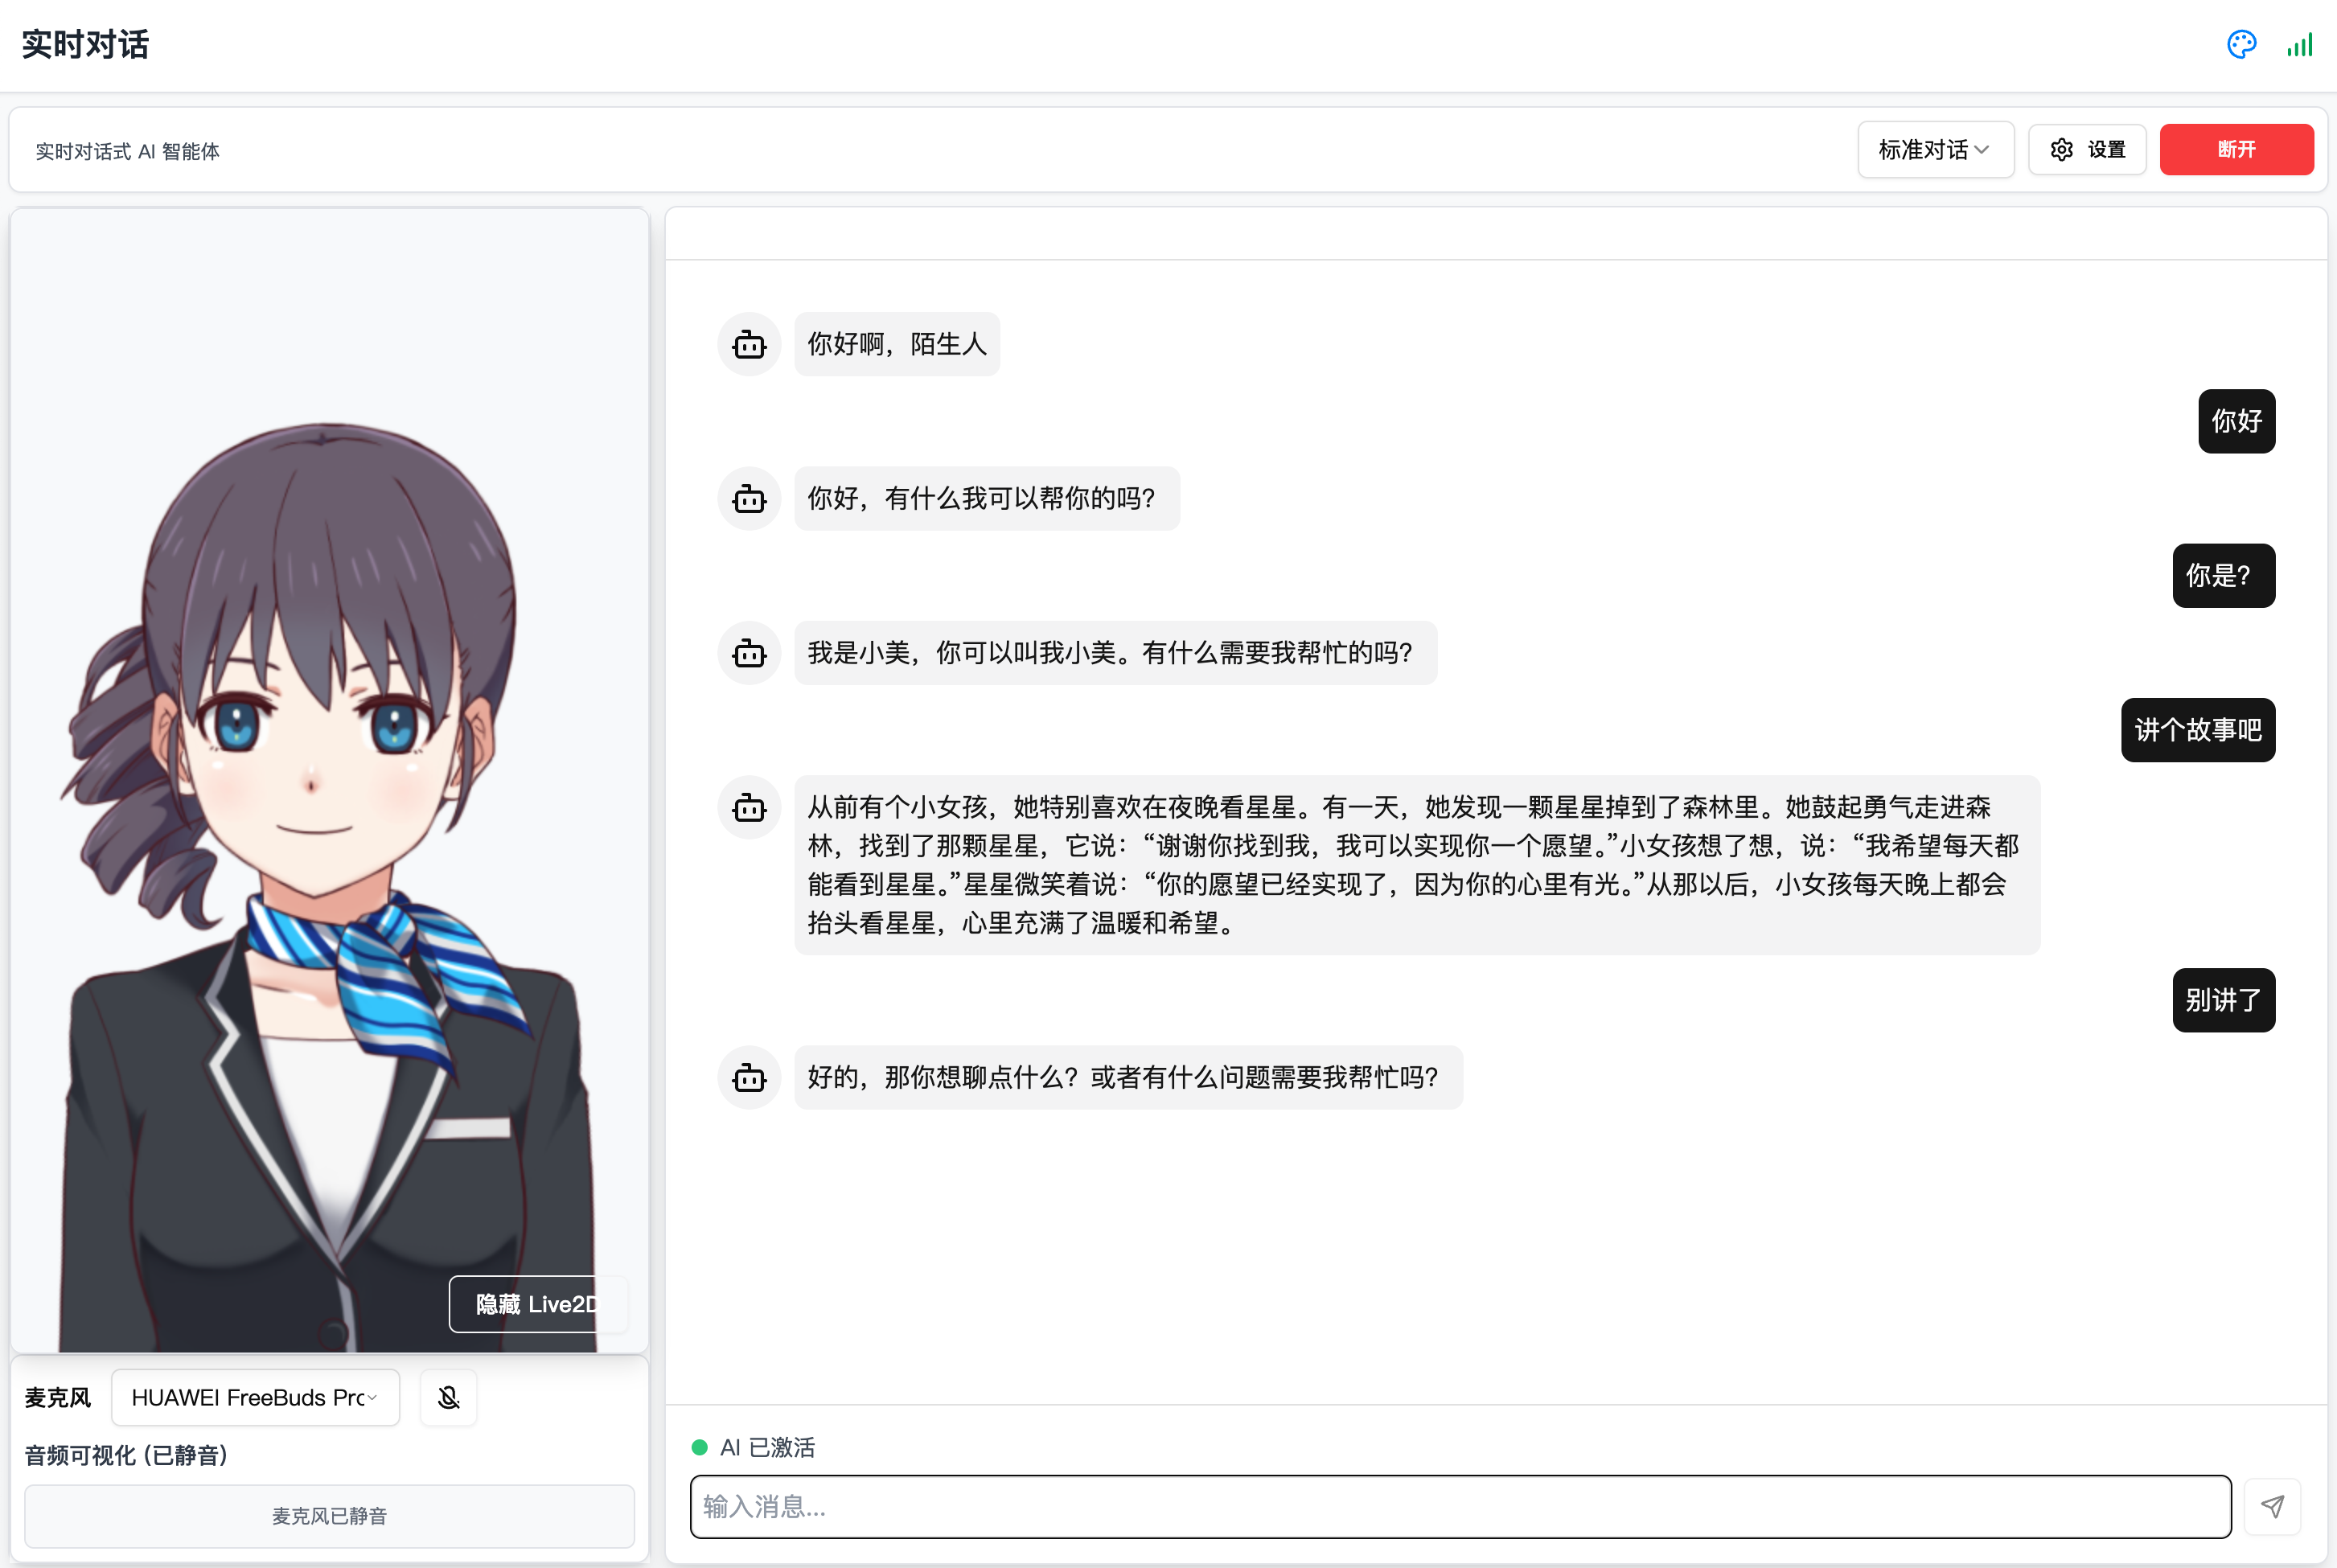 实时对话
实时对话式 AI 智能体
标准对话
设置
断开
你好啊，陌生人
你好
你好，有什么我可以帮你的吗？
你是？
我是小美，你可以叫我小美。有什么需要我帮忙的吗？
讲个故事吧
从前有个小女孩，她特别喜欢在夜晚看星星。有一天，她发现一颗星星掉到了森林里。她鼓起勇气走进森
林，找到了那颗星星，它说：“谢谢你找到我，我可以实现你一个愿望。”小女孩想了想，说：“我希望每天都
能看到星星。”星星微笑着说：“你的愿望已经实现了，因为你的心里有光。”从那以后，小女孩每天晚上都会
抬头看星星，心里充满了温暖和希望。
别讲了
好的，那你想聊点什么？或者有什么问题需要我帮忙吗？
隐藏 Live2D
麦克风
HUAWEI FreeBuds Pro
音频可视化 (已静音)
麦克风已静音
AI 已激活
输入消息...